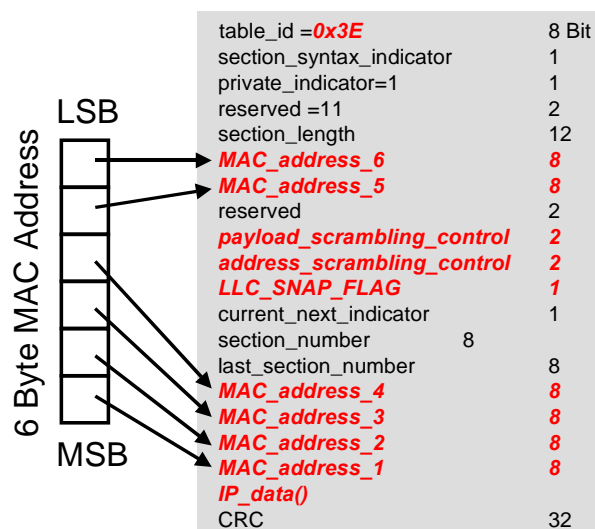 6 Byte MAC Address
LSB
MSB
table_id =0x3E 8 Bit
section_syntax_indicator 1
private_indicator=1 1
reserved =11 2
section_length 12
MAC_address_6 8
MAC_address_5 8
reserved 2
payload_scrambling_control 2
address_scrambling_control 2
LLC_SNAP_FLAG 1
current_next_indicator 1
section_number 8
last_section_number 8
MAC_address_4 8
MAC_address_3 8
MAC_address_2 8
MAC_address_1 8
IP_data()
CRC 32